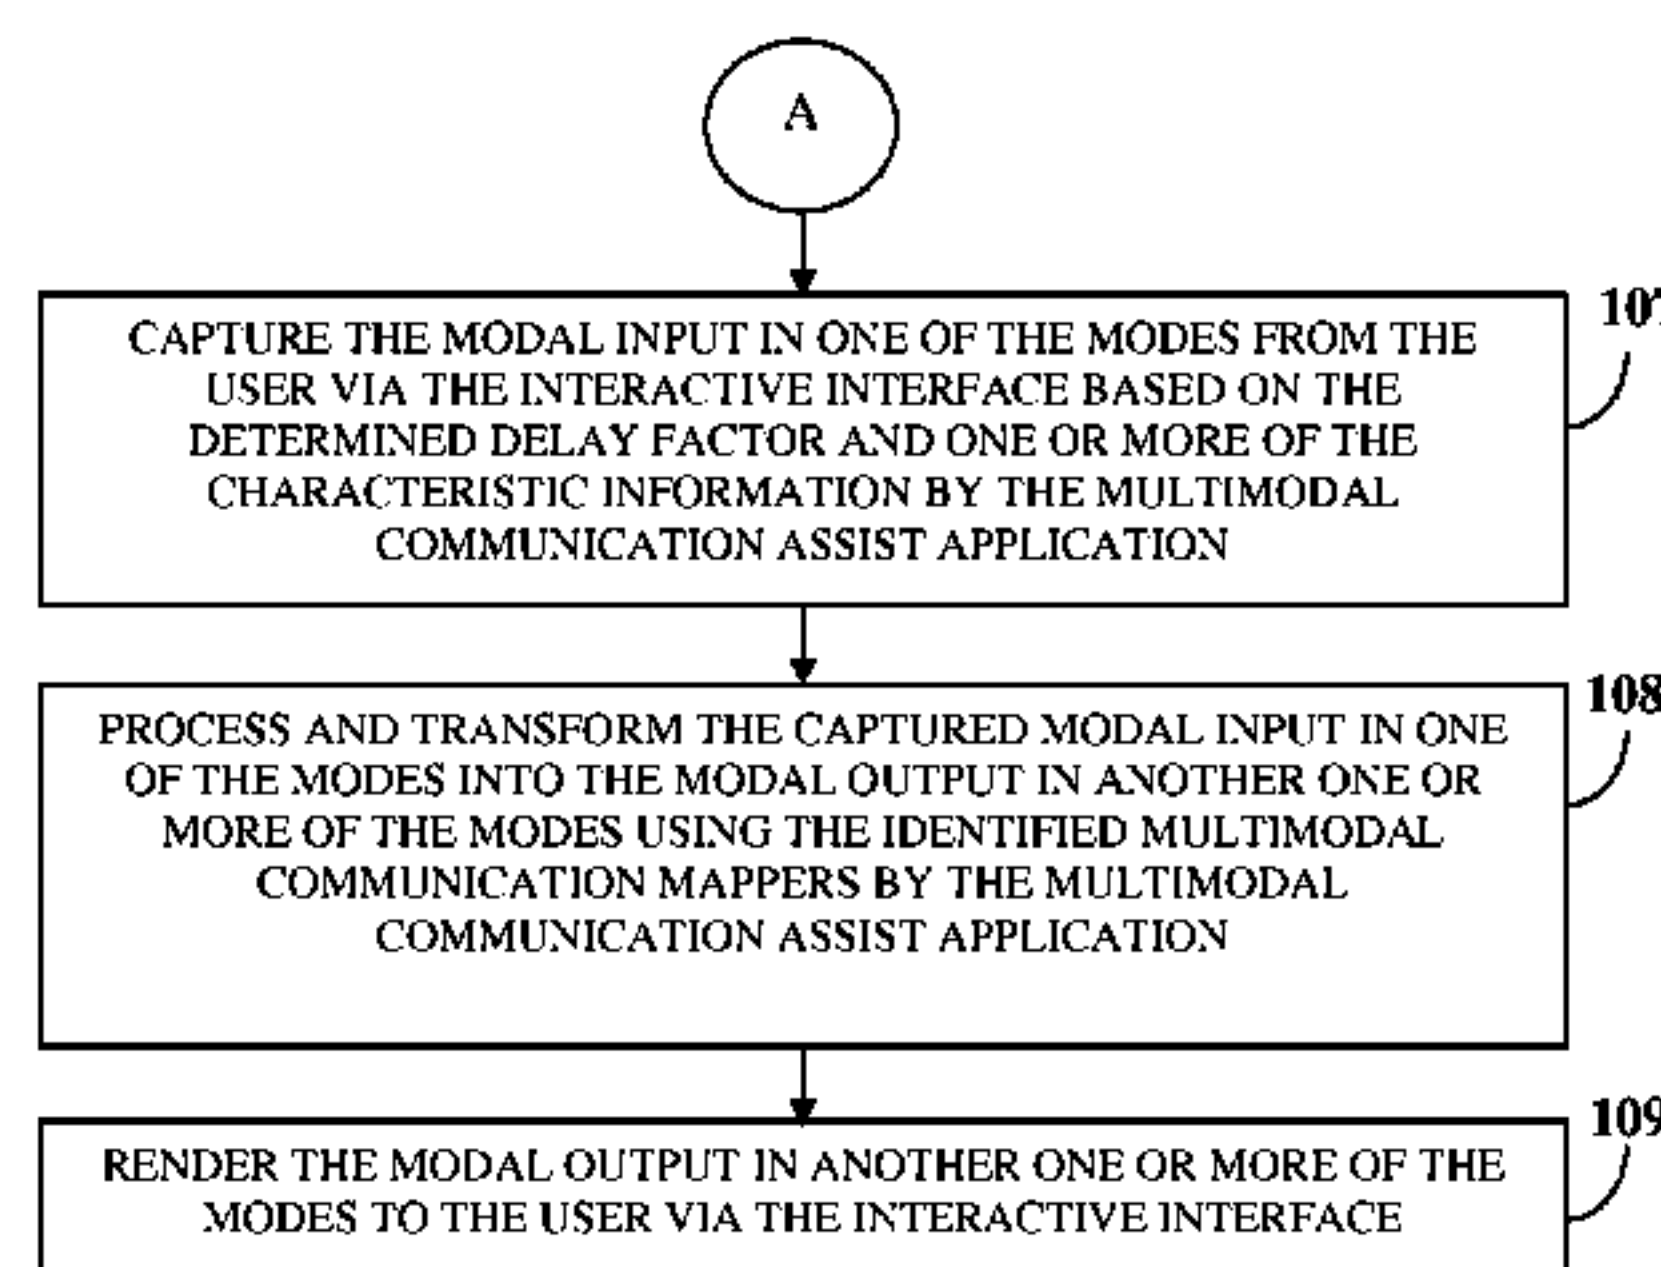 A
107
CAPTURE THE MODAL INPUT IN ONE OF THE MODES FROM THE
USER VIA THE INTERACTIVE INTERFACE BASED ON THE
DETERMINED DELAY FACTOR AND ONE OR MORE OF THE
CHARACTERISTIC INFORMATION BY THE MULTIMODAL
COMMUNICATION ASSIST APPLICATION
108
PROCESS AND TRANSFORM THE CAPTURED MODAL INPUT IN ONE
OF THE MODES INTO THE MODAL OUTPUT IN ANOTHER ONE OR
MORE OF THE MODES USING THE IDENTIFIED MULTIMODAL
COMMUNICATION MAPPERS BY THE MULTIMODAL
COMMUNICATION ASSIST APPLICATION
109
RENDER THE MODAL OUTPUT IN ANOTHER ONE OR MORE OF THE
MODES TO THE USER VIA THE INTERACTIVE INTERFACE